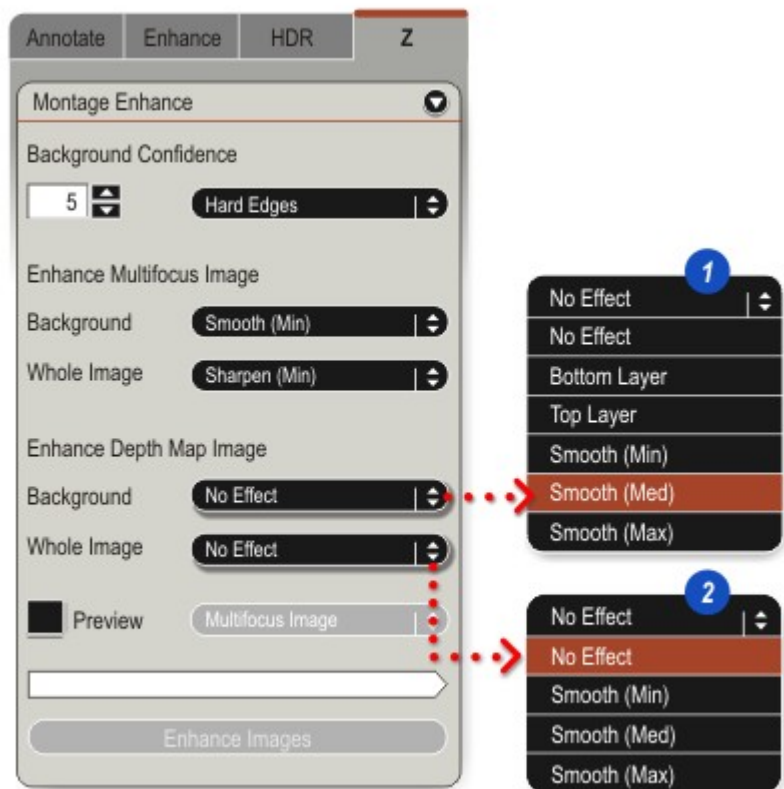 Annotate Enhance HDR Z
Montage Enhance
Background Confidence
5 Hard Edges
Enhance Multifocus Image
Background Smooth (Min)
Whole Image Sharpen (Min)
Enhance Depth Map Image
Background No Effect
Whole Image No Effect
Preview Multifocus Image
Enhance Images
1
No Effect
No Effect
Bottom Layer
Top Layer
Smooth (Min)
Smooth (Med)
Smooth (Max)
2
No Effect
No Effect
Smooth (Min)
Smooth (Med)
Smooth (Max)